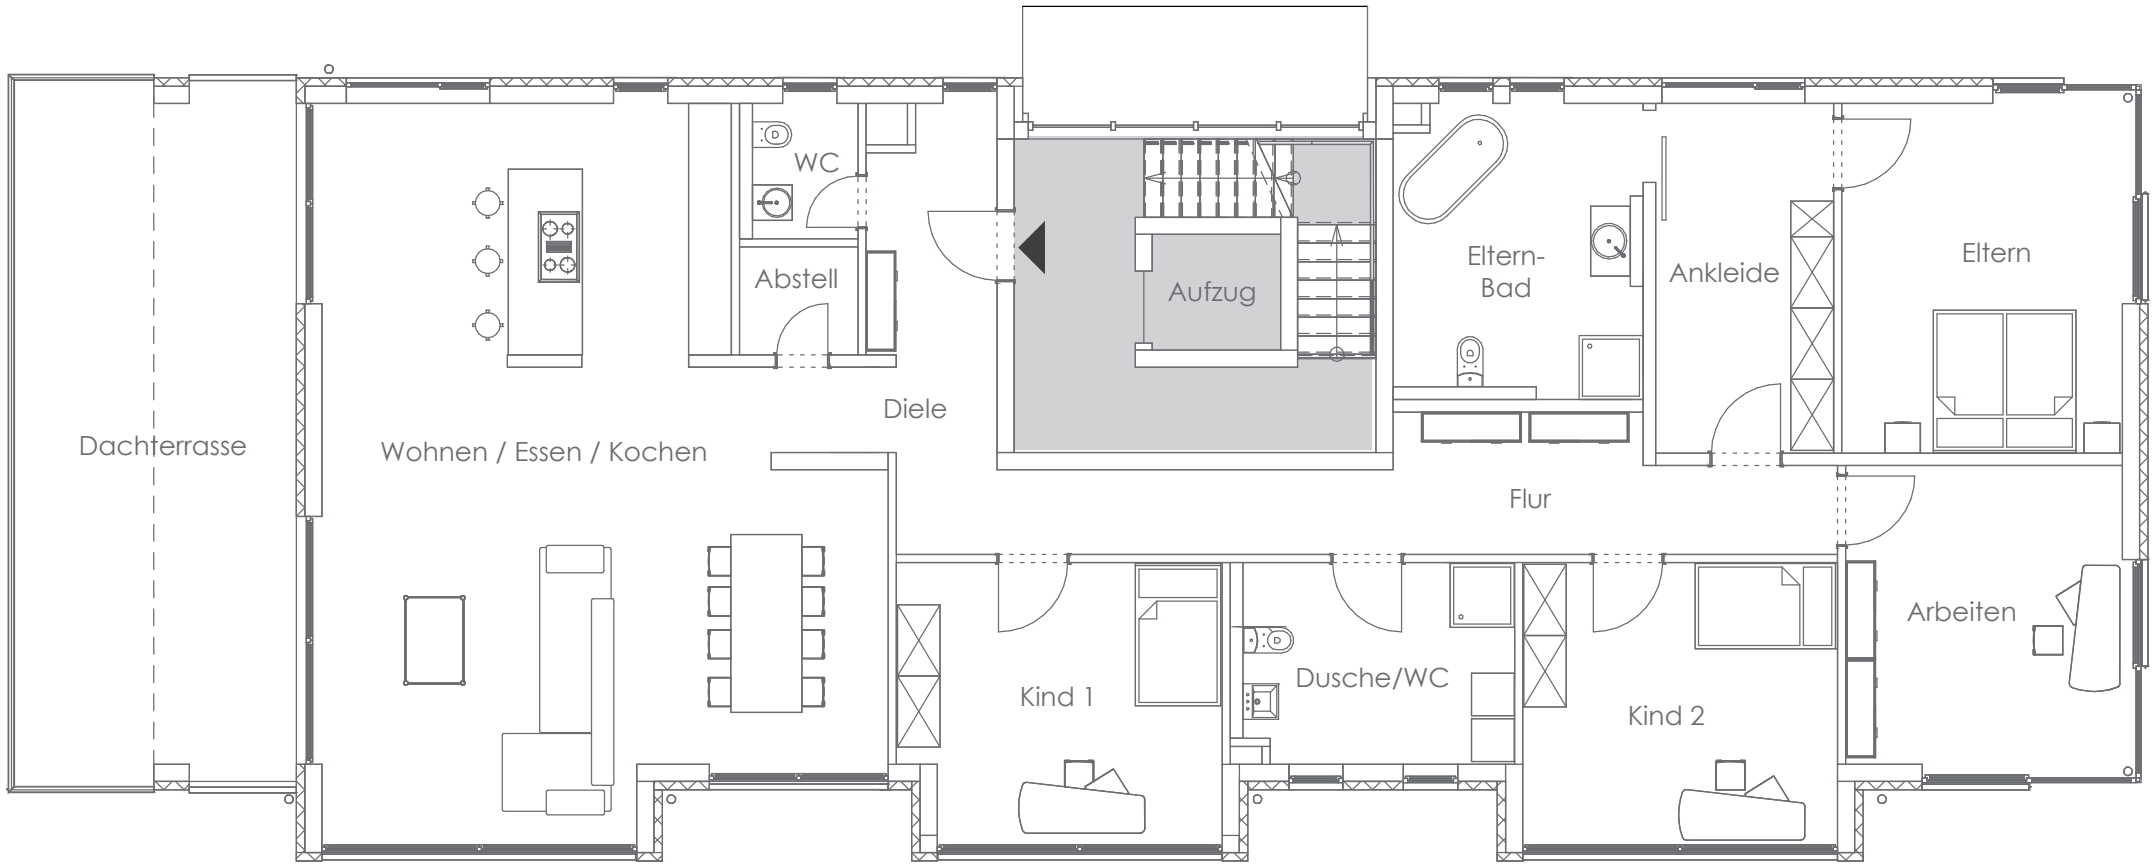 WC
Abstell
Aufzug
Eltern-
Bad
Ankleide
Eltern
Diele
Dachterrasse
Wohnen / Essen / Kochen
Flur
Arbeiten
Kind 1
Dusche/WC
Kind 2